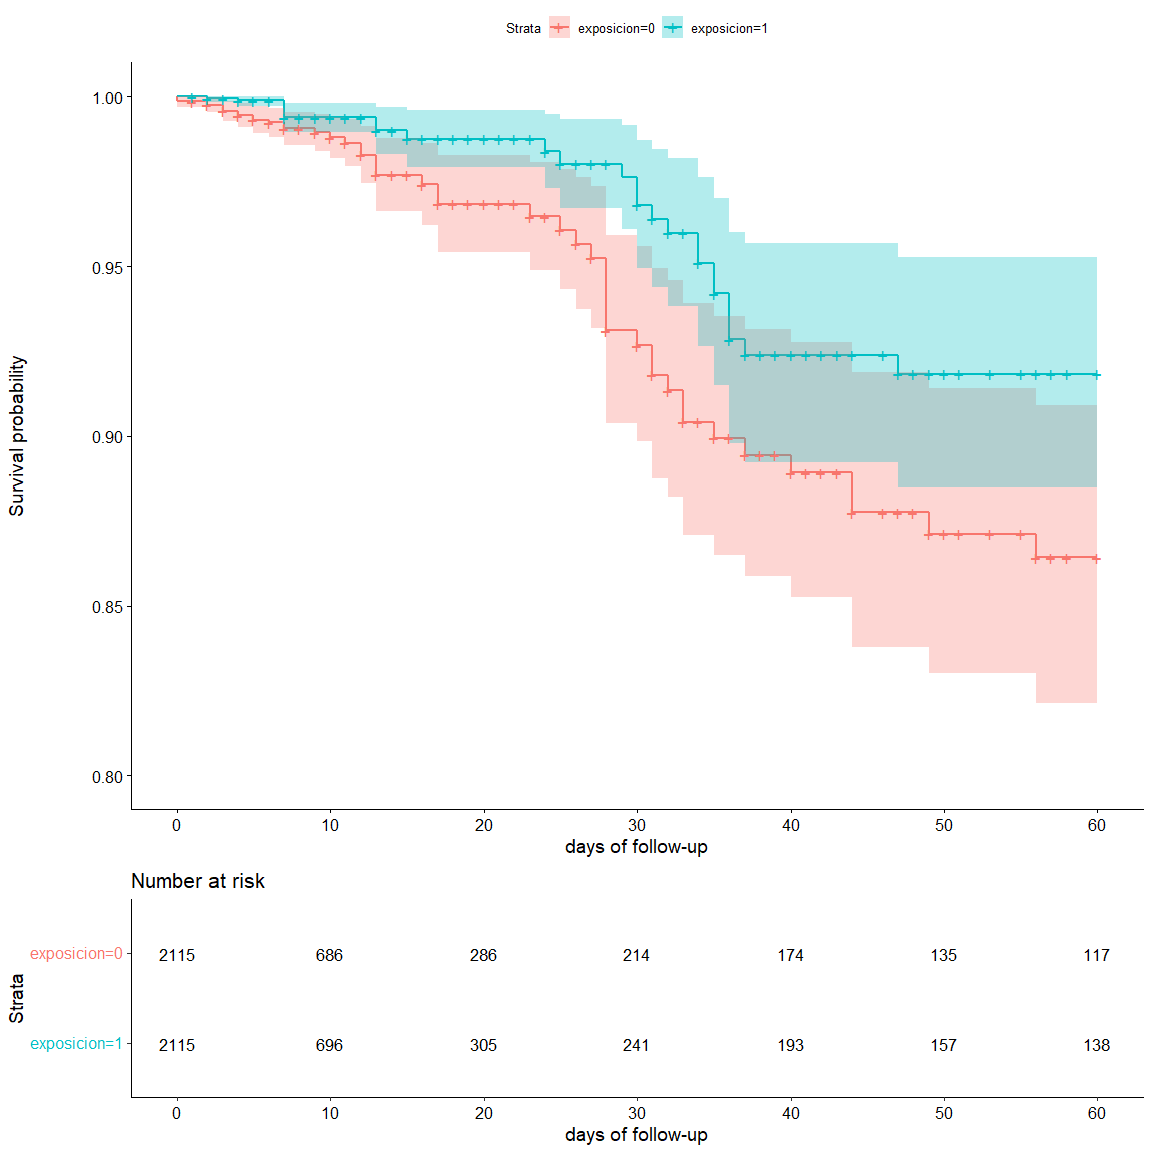 Strata exposicion=0 exposicion=1
1.00
0.95
0.90
0.85
0.80
Survival probability
0 10 20 30 40 50 60
days of follow-up
Number at risk
exposicion=0 2115 686 286 214 174 135 117
exposicion=1 2115 696 305 241 193 157 138
Strata
0 10 20 30 40 50 60
days of follow-up